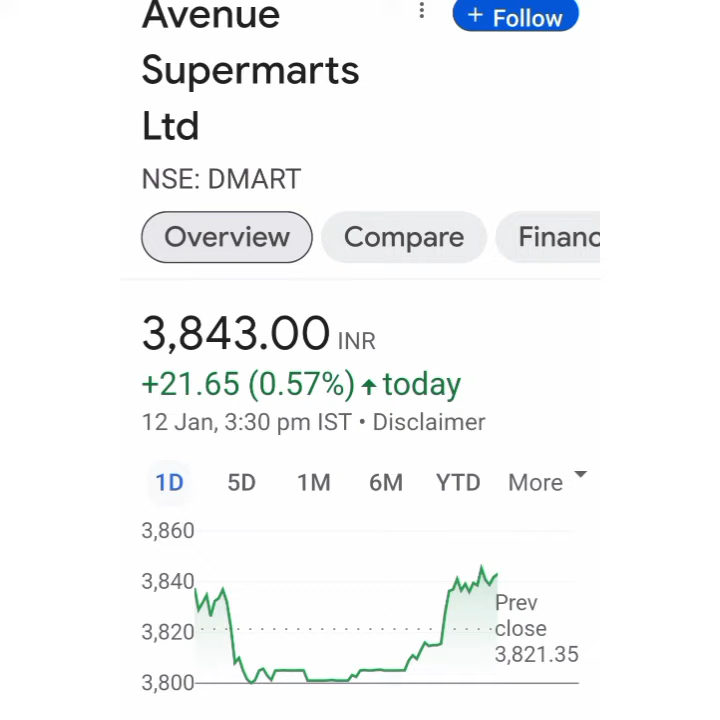 Avenue
+ Follow
Supermarts
Ltd
NSE: DMART
Overview Compare Financ
3,843.00 INR
+21.65 (0.57%) ↑ today
12 Jan, 3:30 pm IST • Disclaimer
1D 5D 1M 6M YTD More
3,860
3,840
3,820
3,800
Prev
close
3,821.35